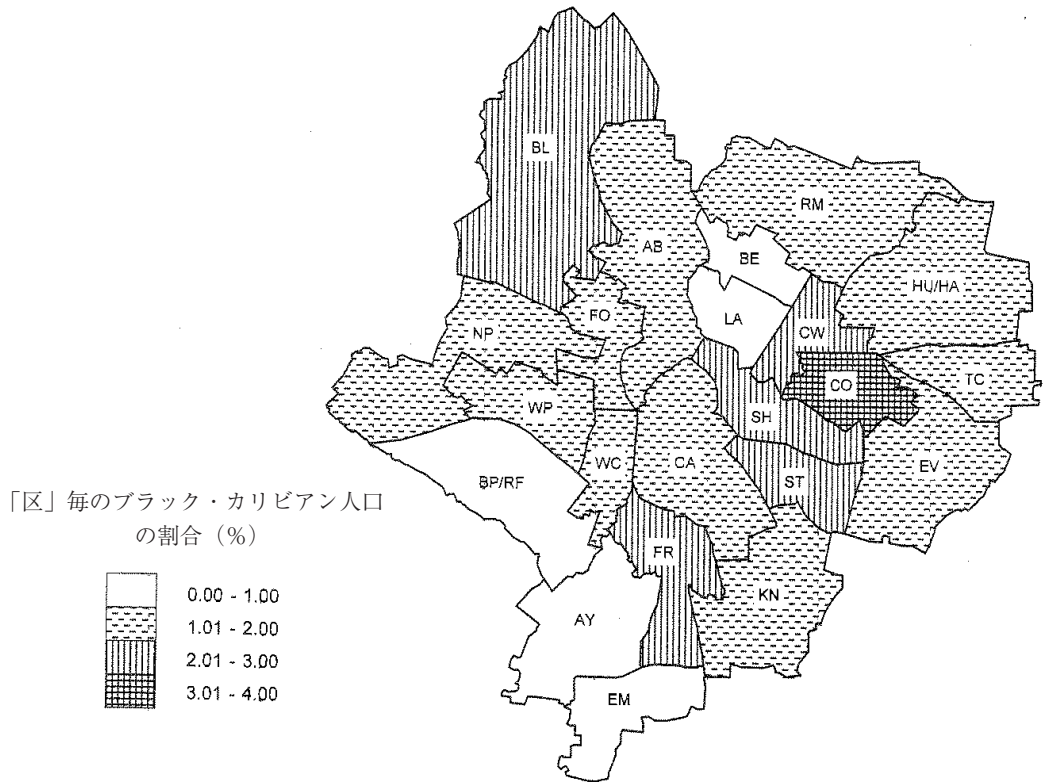 BL
RM
AB
BE
HU/HA
FO
LA
NP
CW
TC
CO
WP
SH
WC
CA
EV
BP/RF
ST
「区」毎のブラック・カリビアン人口
の割合（%）
FR
KN
0.00 - 1.00
AY
1.01 - 2.00
2.01 - 3.00
3.01 - 4.00
EM